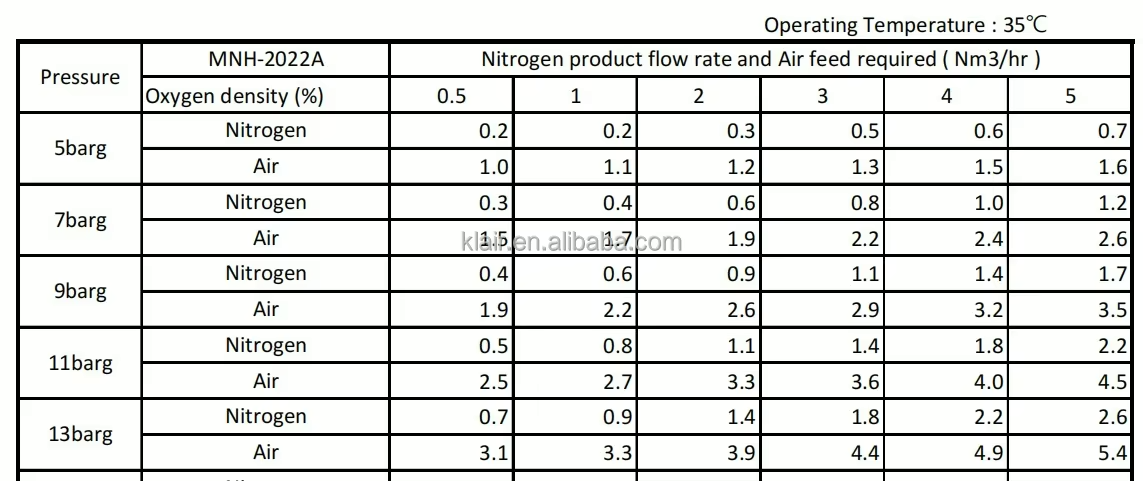 Operating Temperature : 35℃
Pressure MNH-2022A Nitrogen product flow rate and Air feed required ( Nm3/hr )
Oxygen density (%) 0.5 1 2 3 4 5
5barg Nitrogen 0.2 0.2 0.3 0.5 0.6 0.7
Air 1.0 1.1 1.2 1.3 1.5 1.6
7barg Nitrogen 0.3 0.4 0.6 0.8 1.0 1.2
Air 1.5 1.7 1.9 2.2 2.4 2.6
klair.en.alibaba.com
9barg Nitrogen 0.4 0.6 0.9 1.1 1.4 1.7
Air 1.9 2.2 2.6 2.9 3.2 3.5
11barg Nitrogen 0.5 0.8 1.1 1.4 1.8 2.2
Air 2.5 2.7 3.3 3.6 4.0 4.5
13barg Nitrogen 0.7 0.9 1.4 1.8 2.2 2.6
Air 3.1 3.3 3.9 4.4 4.9 5.4